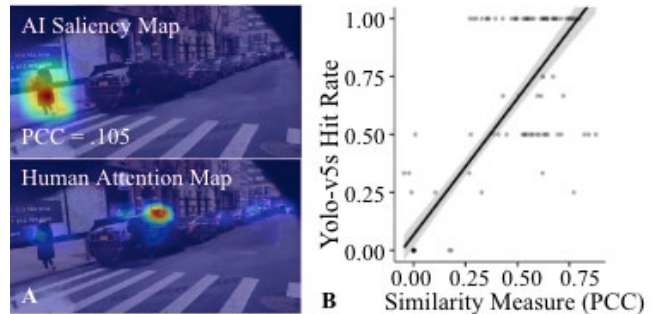 AI Saliency Map
PCC = .105
Human Attention Map
A
Yolo-v5s Hit Rate
1.00
0.75
0.50
0.25
0.00
0.00 0.25 0.50 0.75
B Similarity Measure (PCC)